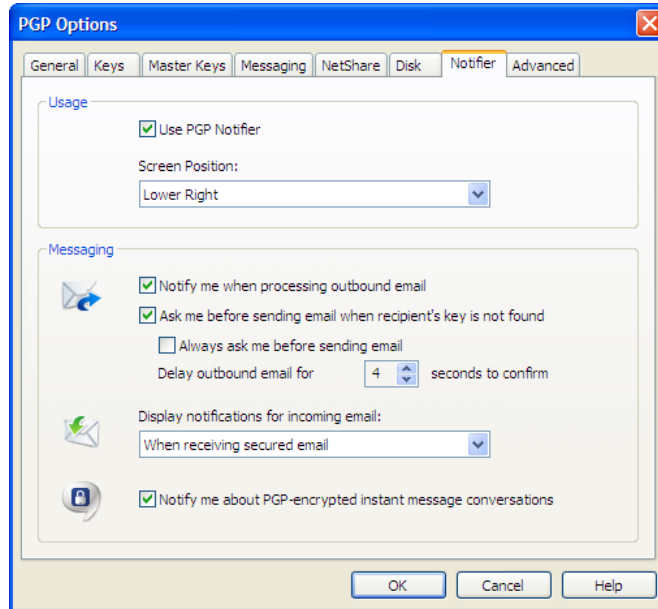 PGP Options
General Keys Master Keys Messaging NetShare Disk Notifier Advanced
Usage
Use PGP Notifier
Screen Position:
Lower Right
Messaging
Notify me when processing outbound email
Ask me before sending email when recipient's key is not found
Always ask me before sending email
Delay outbound email for 4 seconds to confirm
Display notifications for incoming email:
When receiving secured email
Notify me about PGP-encrypted instant message conversations
OK Cancel Help